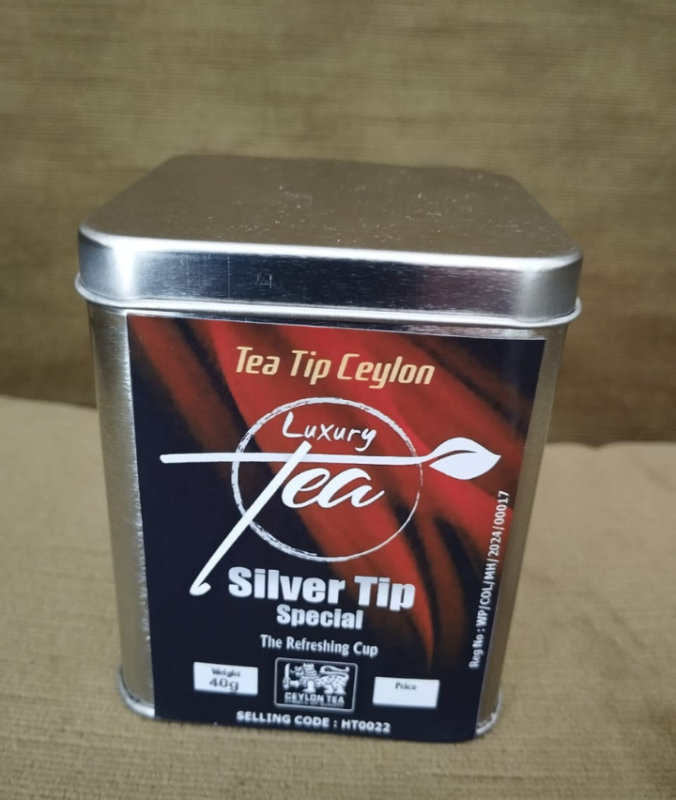 Tea Tip Ceylon
Luxury
Tea
Silver Tip
Special
The Refreshing Cup
Weight
40g
CEYLON TEA
Price
SELLING CODE : HT0022
Reg No : WP/COL/MH/2024/00017